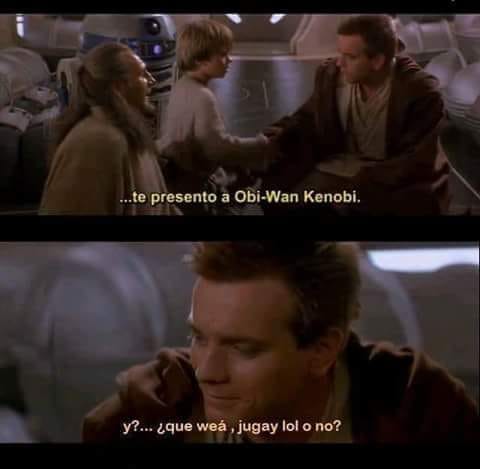 ...te presento a Obi-Wan Kenobi.
y?... ¿que weá , jugay lol o no?